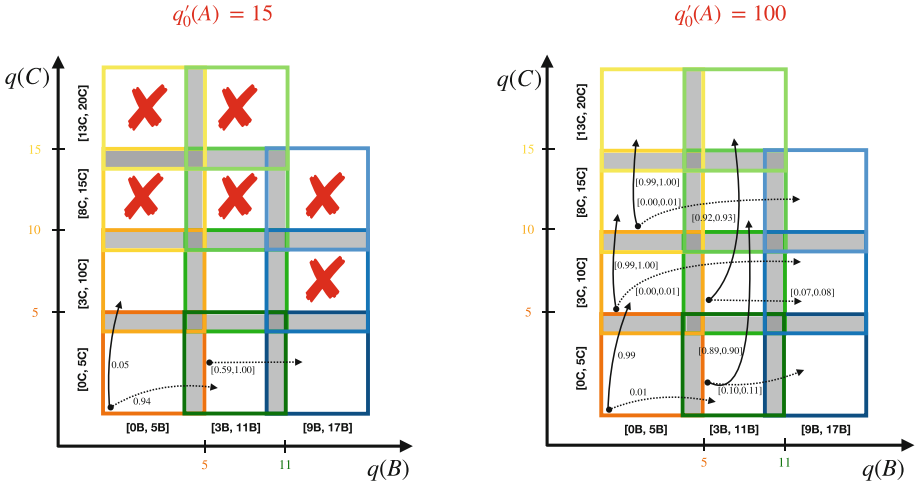 q′₀(A) = 15
q(C)
15
10
5
[13C, 20C]
[8C, 15C]
[3C, 10C]
[0C, 5C]
0.05
0.94
[0.59,1.00]
[0B, 5B]
[3B, 11B]
[9B, 17B]
5
11
q(B)
q′₀(A) = 100
q(C)
15
10
5
[13C, 20C]
[8C, 15C]
[3C, 10C]
[0C, 5C]
[0.99,1.00]
[0.00,0.01]
[0.92,0.93]
[0.99,1.00]
[0.00,0.01]
[0.07,0.08]
[0.89,0.90]
0.99
[0.10,0.11]
0.01
[0B, 5B]
[3B, 11B]
[9B, 17B]
5
11
q(B)